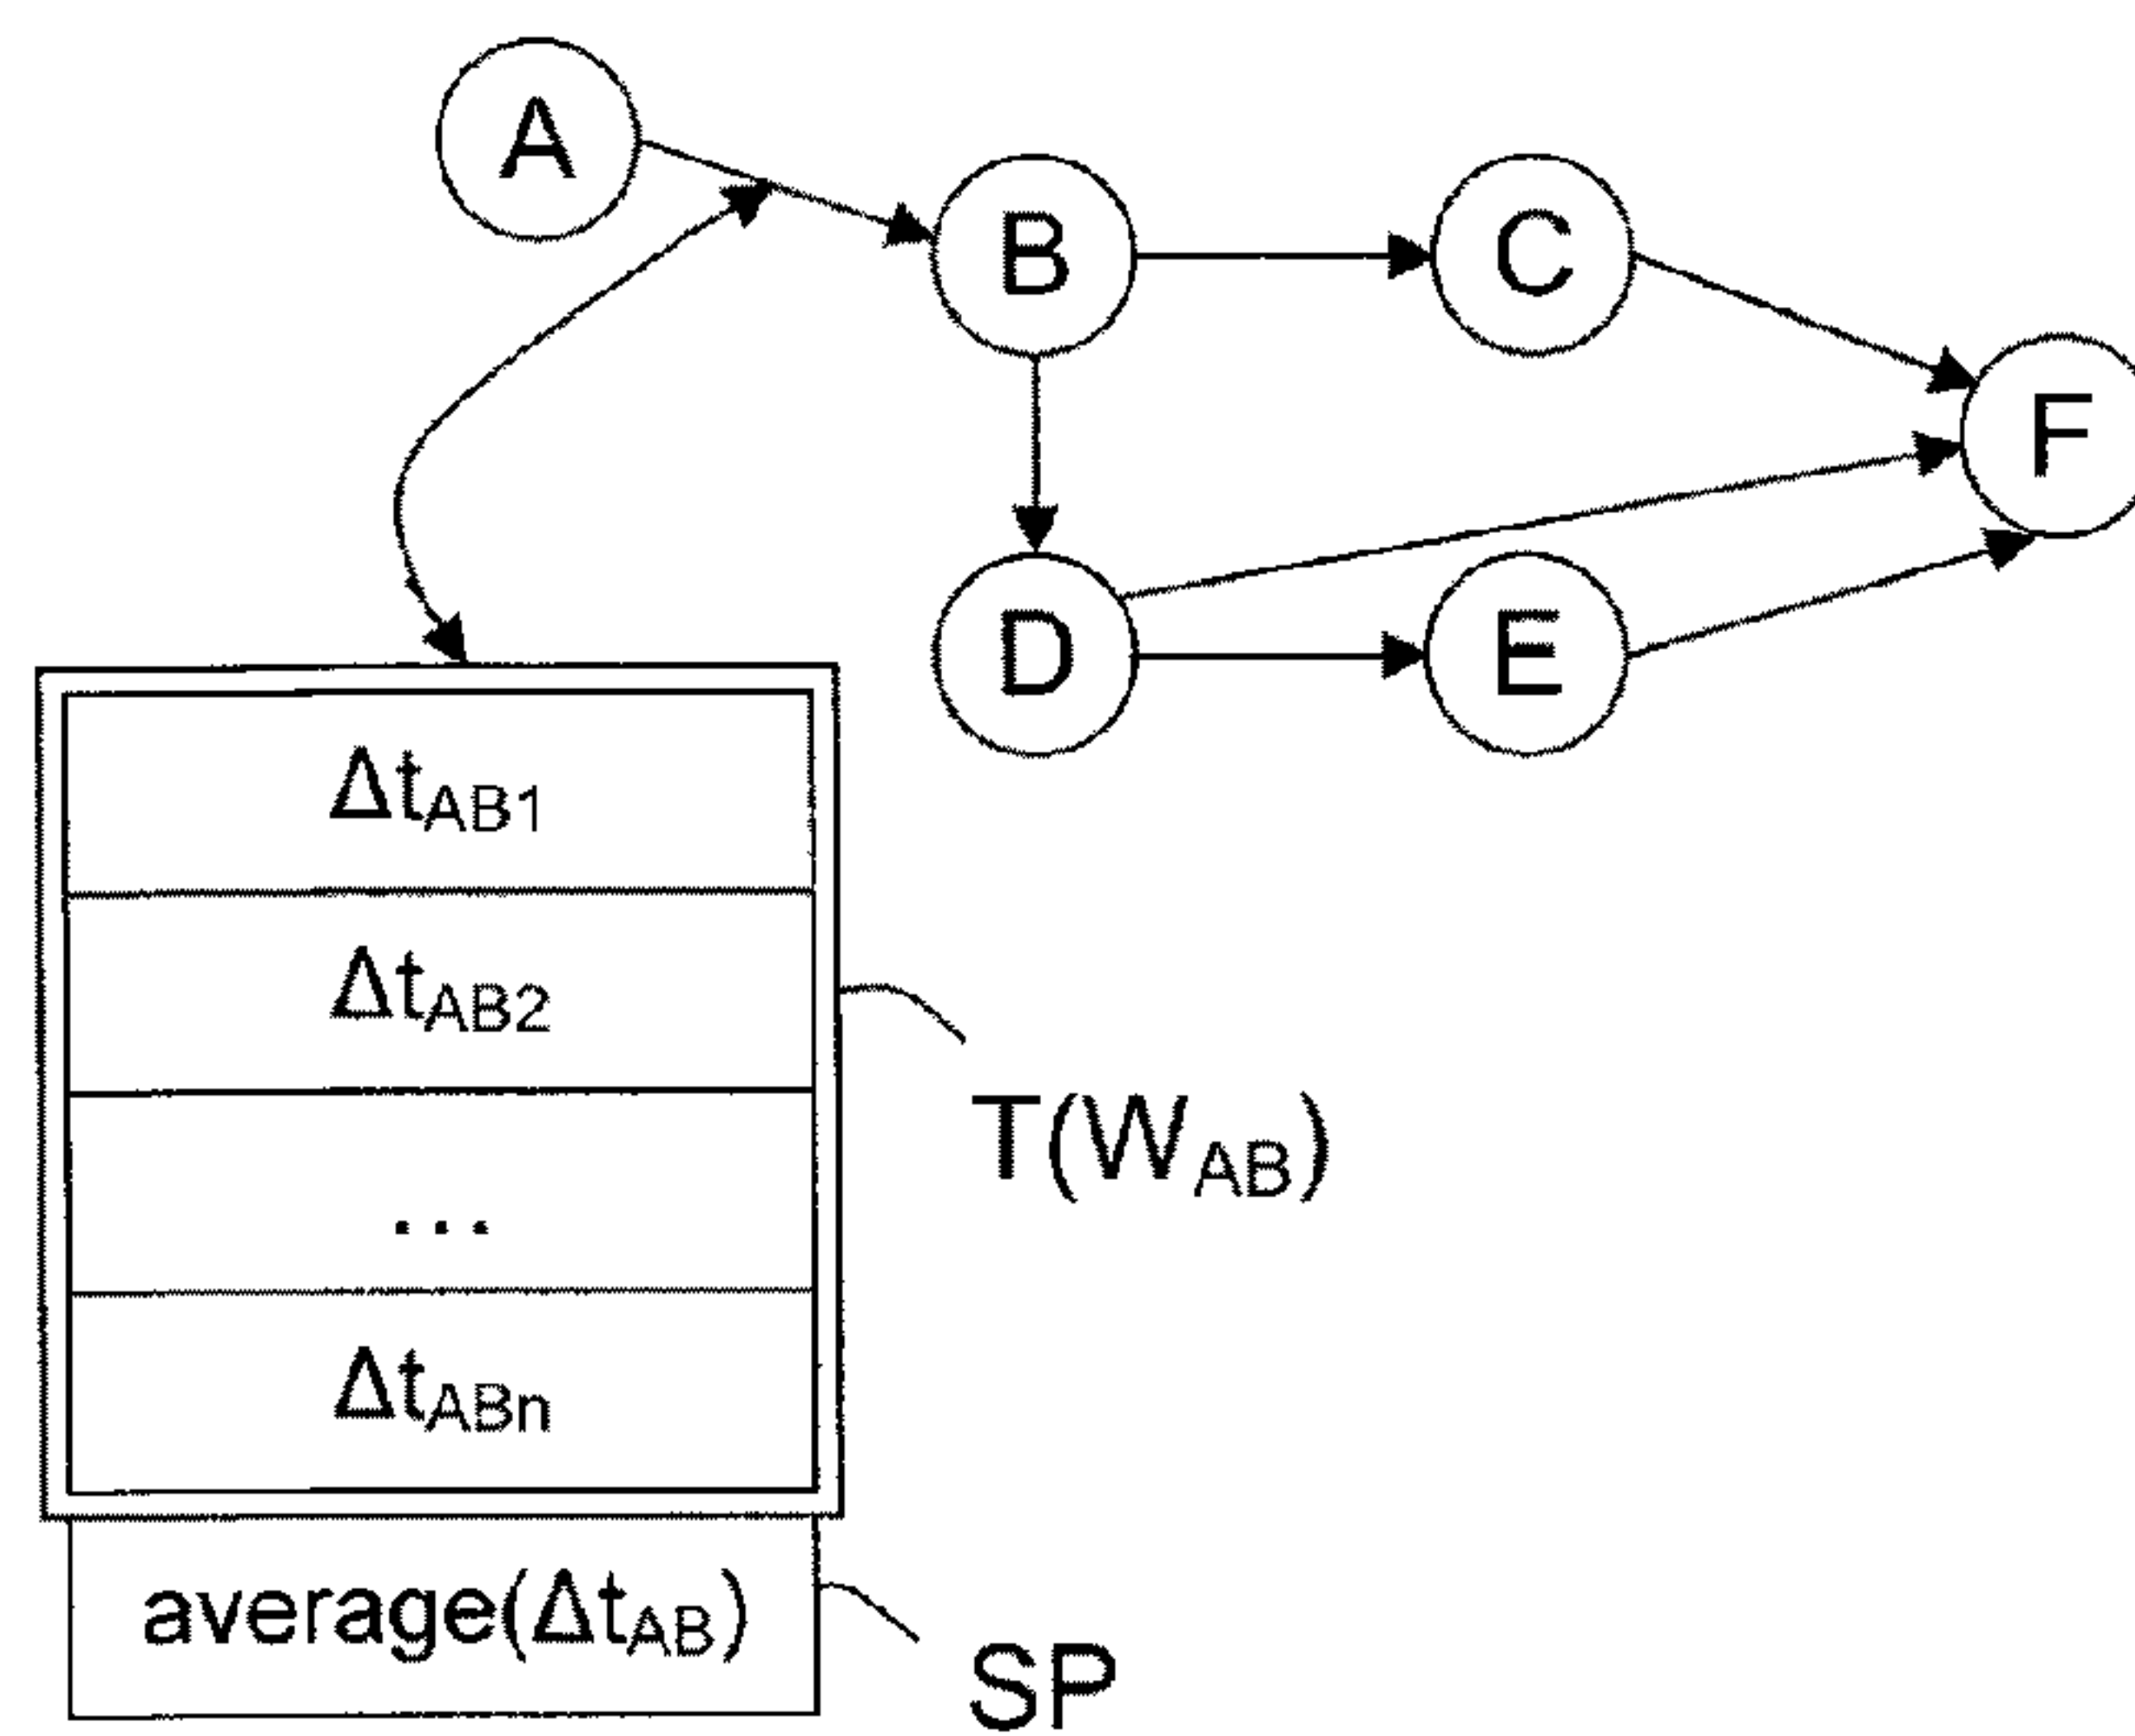 A
B
C
F
D
E
Δt_AB1
Δt_AB2
T(W_AB)
...
Δt_ABn
average(Δt_AB)
SP